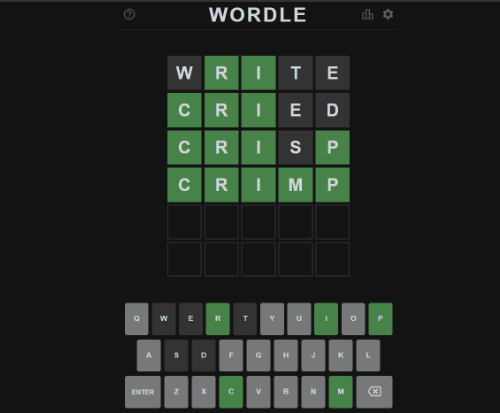 WORDLE
W R I T E
C R I E D
C R I S P
C R I M P
Q W E R T Y U I O P
A S D F G H J K L
ENTER Z X C V B N M